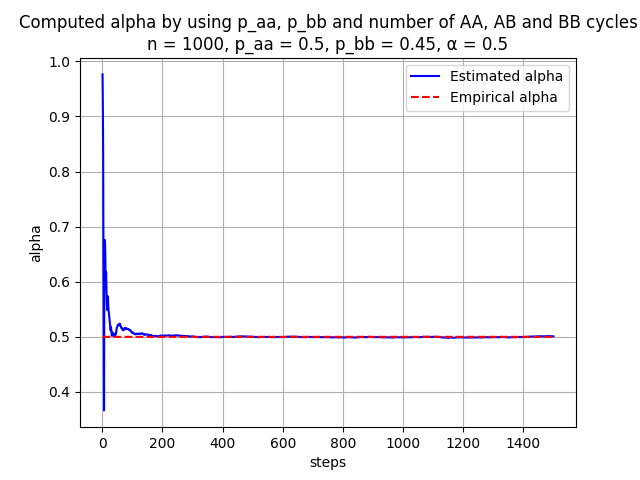 Computed alpha by using p_aa, p_bb and number of AA, AB and BB cycles
n = 1000, p_aa = 0.5, p_bb = 0.45, α = 0.5
Estimated alpha
Empirical alpha
1.0
0.9
0.8
0.7
0.6
0.5
0.4
alpha
0 200 400 600 800 1000 1200 1400
steps